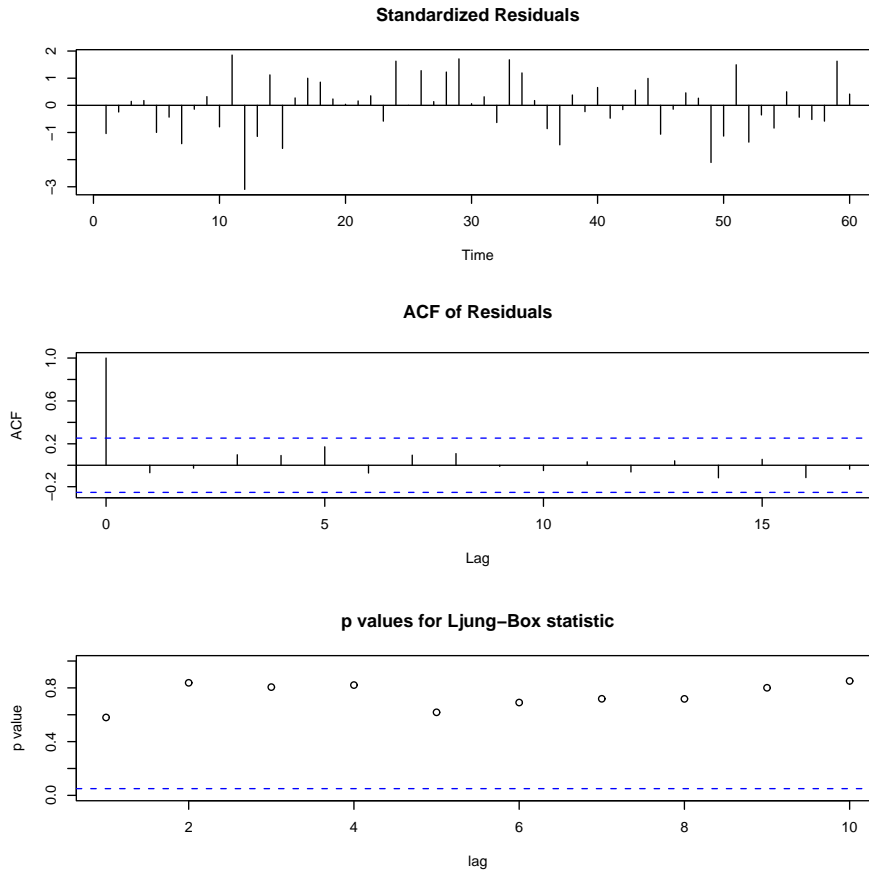 Standardized Residuals
2
1
0
−1
−3
0 10 20 30 40 50 60
Time
ACF of Residuals
ACF
1.0
0.6
0.2
−0.2
0 5 10 15
Lag
p values for Ljung−Box statistic
p value
0.8
0.4
0.0
2 4 6 8 10
lag